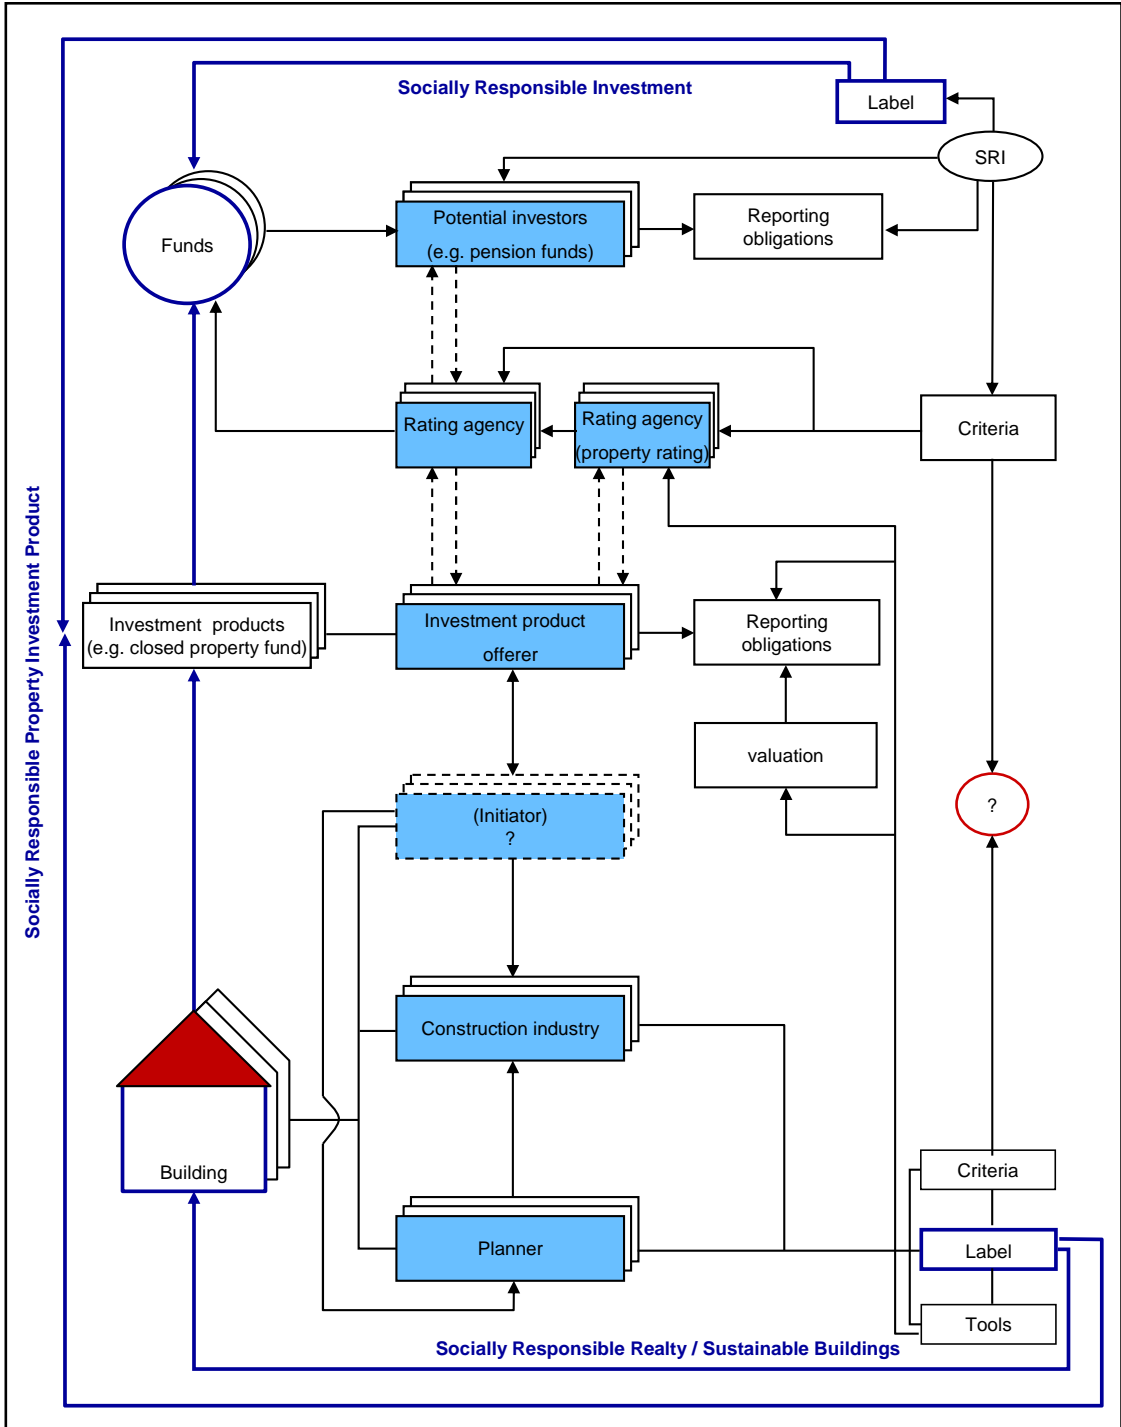 Socially Responsible Investment
Label
SRI
Potential investors
(e.g. pension funds)
Reporting
obligations
Funds
Rating agency
Rating agency
(property rating)
Criteria
Socially Responsible Property Investment Product
Investment products
(e.g. closed property fund)
Investment product
offerer
Reporting
obligations
valuation
(Initiator)
?
?
Construction industry
Building
Criteria
Planner
Label
Tools
Socially Responsible Realty / Sustainable Buildings